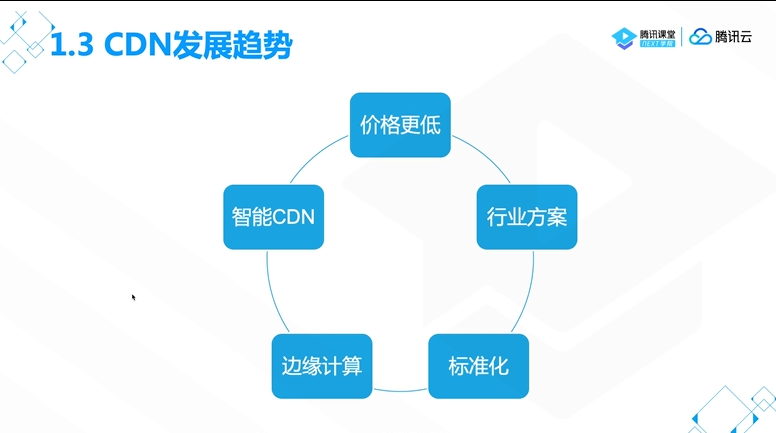 1.3 CDN发展趋势
腾讯课堂
NEXT学院
腾讯云
价格更低
智能CDN
行业方案
边缘计算
标准化